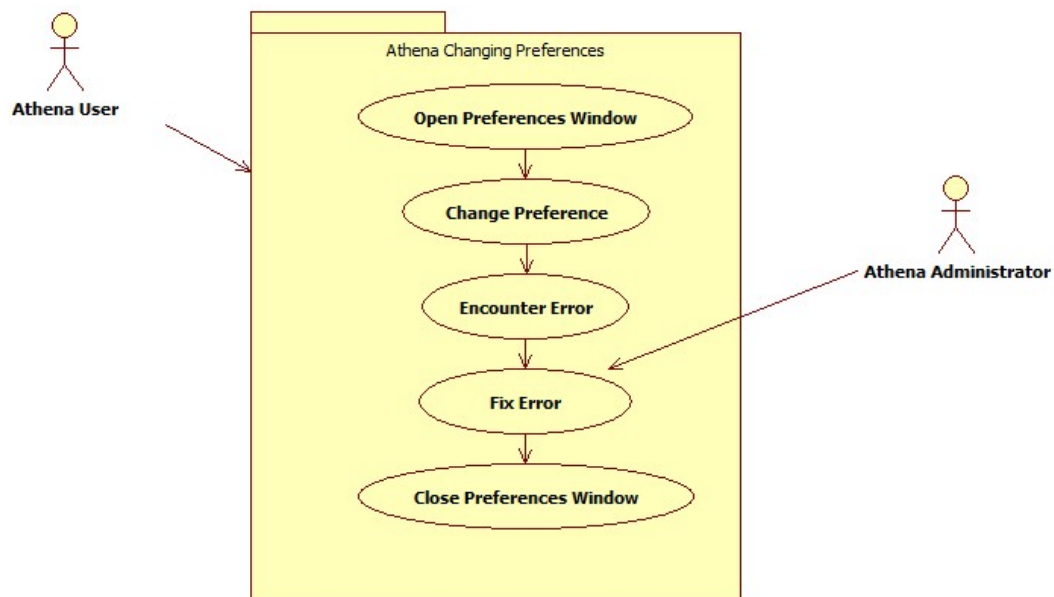 Athena Changing Preferences
Athena User
Open Preferences Window
Change Preference
Athena Administrator
Encounter Error
Fix Error
Close Preferences Window